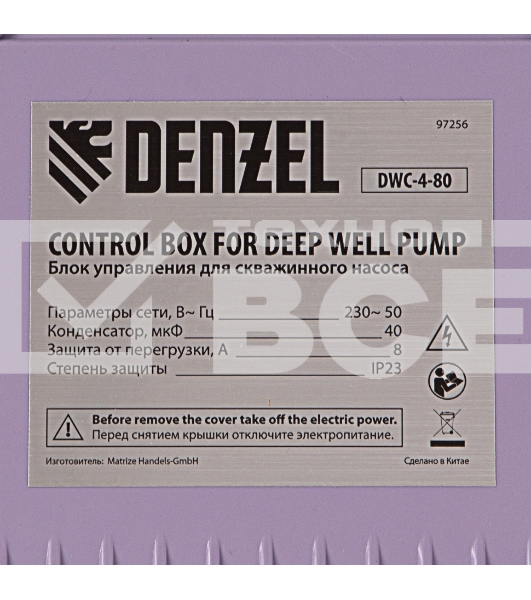 97256
DENZEL
DWC-4-80
CONTROL BOX FOR DEEP WELL PUMP
Блок управления для скважинного насоса
Параметры сети, В~ Гц 230~ 50
Конденсатор, мкФ 40
Защита от перегрузки, А 8
Степень защиты IP23
Before remove the cover take off the electric power.
Перед снятием крышки отключите электропитание.
Изготовитель: Matrize Handels-GmbH
Сделано в Китае
ВСЕ